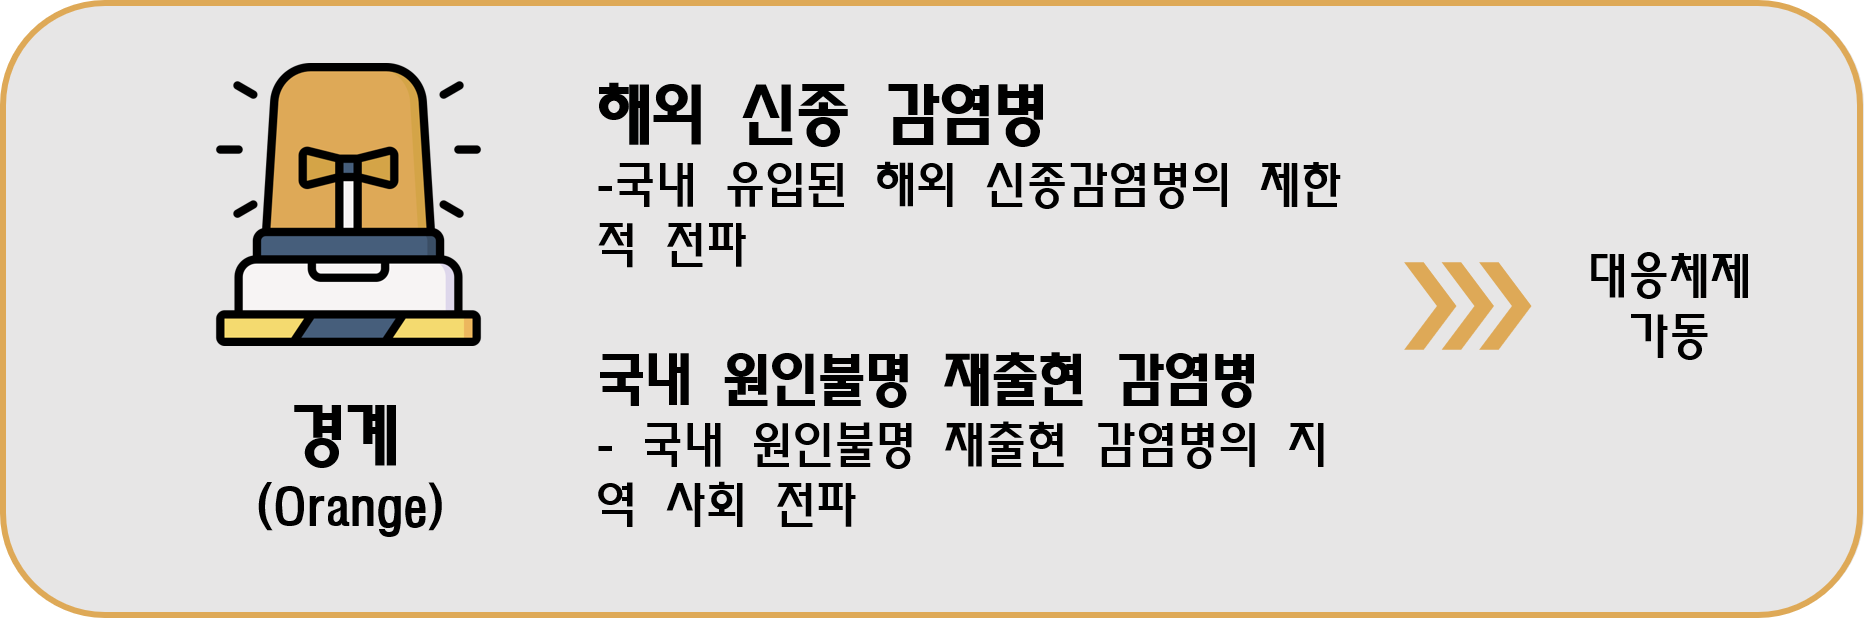 해외 신종 감염병
-국내 유입된 해외 신종감염병의 제한
적 전파
국내 원인불명 재출현 감염병
- 국내 원인불명 재출현 감염병의 지
역 사회 전파
경계
(Orange)
대응체제
가동